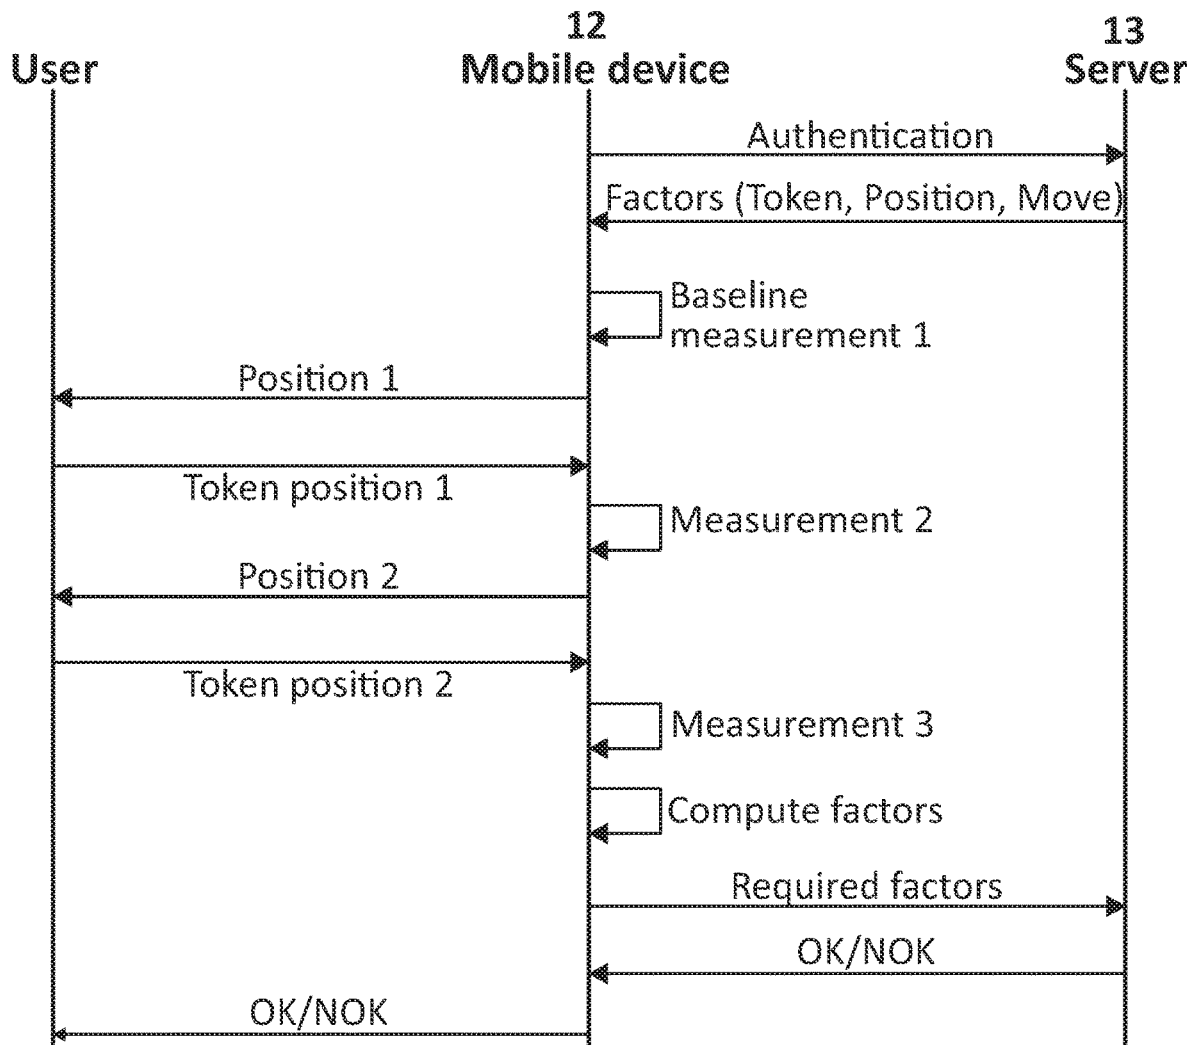 12
13
User
Mobile device
Server
Authentication
Factors (Token, Position, Move)
Baseline
measurement 1
Position 1
Token position 1
Measurement 2
Position 2
Token position 2
Measurement 3
Compute factors
Required factors
OK/NOK
OK/NOK